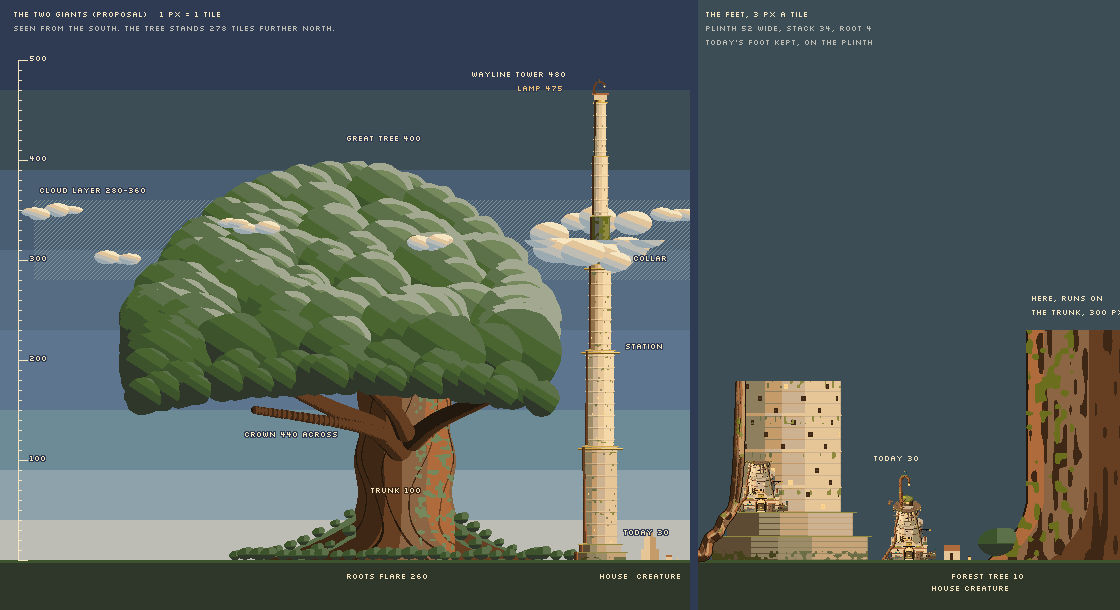 THE TWO GIANTS (PROPOSAL)   1 PX = 1 TILE
SEEN FROM THE SOUTH. THE TREE STANDS 278 TILES FURTHER NORTH.
500
WAYLINE TOWER 480
LAMP 475
GREAT TREE 400
400
CLOUD LAYER 280-360
300
COLLAR
STATION
200
CROWN 440 ACROSS
100
TRUNK 100
TODAY 30
ROOTS FLARE 260
HOUSE CREATURE
THE FEET, 3 PX A TILE
PLINTH 52 WIDE, STACK 34, ROOT 4
TODAY'S FOOT KEPT, ON THE PLINTH
HERE, RUNS ON
THE TRUNK, 300 PX
TODAY 30
FOREST TREE 10
HOUSE CREATURE